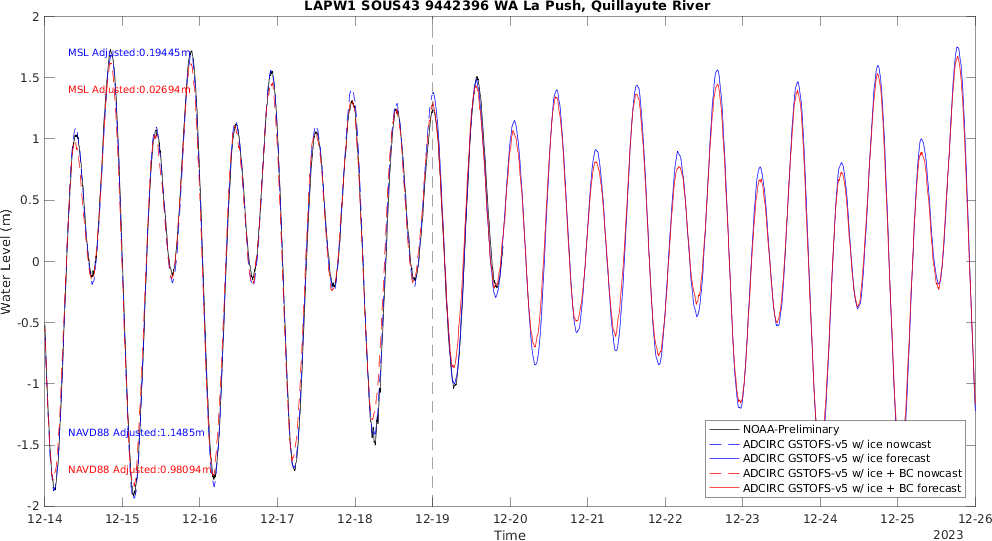 LAPW1 SOUS43 9442396 WA La Push, Quillayute River
2
1.5
1
0.5
0
-0.5
-1
-1.5
-2
Water Level (m)
MSL Adjusted:0.19445m
MSL Adjusted:0.02694m
NAVD88 Adjusted:1.1485m
NAVD88 Adjusted:0.98094m
NOAA-Preliminary
ADCIRC GSTOFS-v5 w/ ice nowcast
ADCIRC GSTOFS-v5 w/ ice forecast
ADCIRC GSTOFS-v5 w/ ice + BC nowcast
ADCIRC GSTOFS-v5 w/ ice + BC forecast
12-14 12-15 12-16 12-17 12-18 12-19 12-20 12-21 12-22 12-23 12-24 12-25 12-26
Time
2023